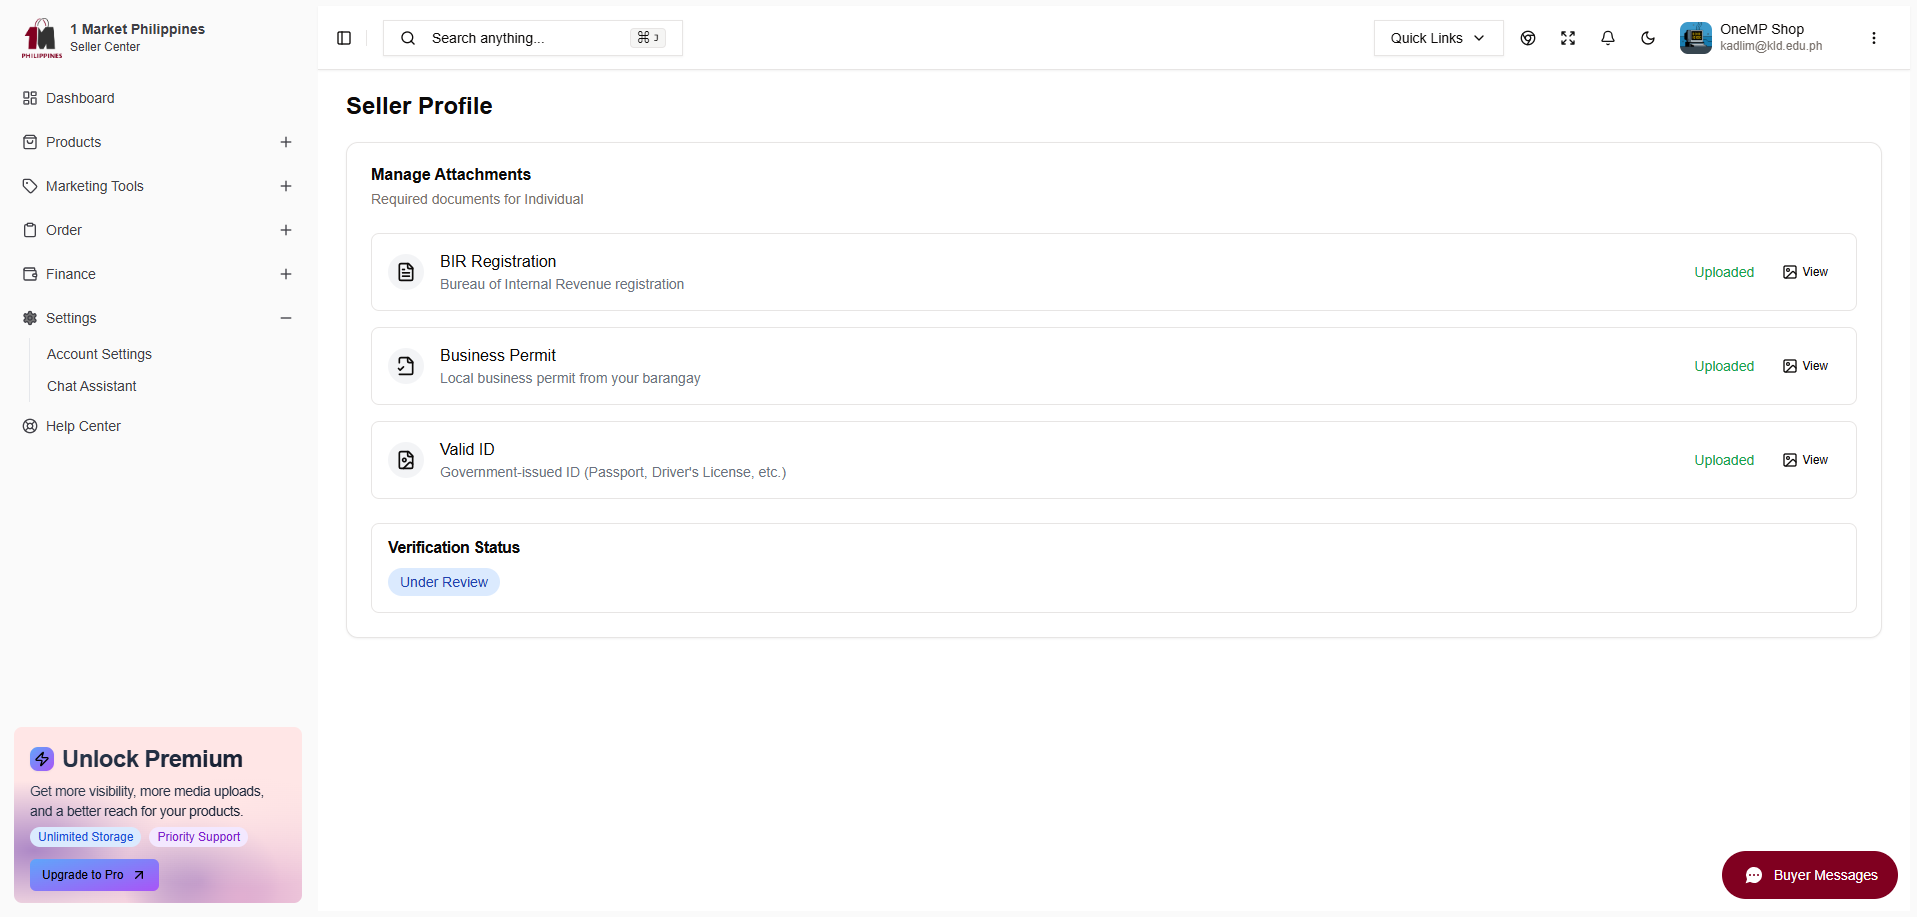 1M
PHILIPPINES
1 Market Philippines
Seller Center
Dashboard
Products
Marketing Tools
Order
Finance
Settings
Account Settings
Chat Assistant
Help Center
Unlock Premium
Get more visibility, more media uploads,
and a better reach for your products.
Unlimited Storage Priority Support
Upgrade to Pro
Search anything... ⌘ J
Quick Links
OneMP Shop
kadlim@kld.edu.ph
Seller Profile
Manage Attachments
Required documents for Individual
BIR Registration
Bureau of Internal Revenue registration
Uploaded View
Business Permit
Local business permit from your barangay
Uploaded View
Valid ID
Government-issued ID (Passport, Driver's License, etc.)
Uploaded View
Verification Status
Under Review
Buyer Messages